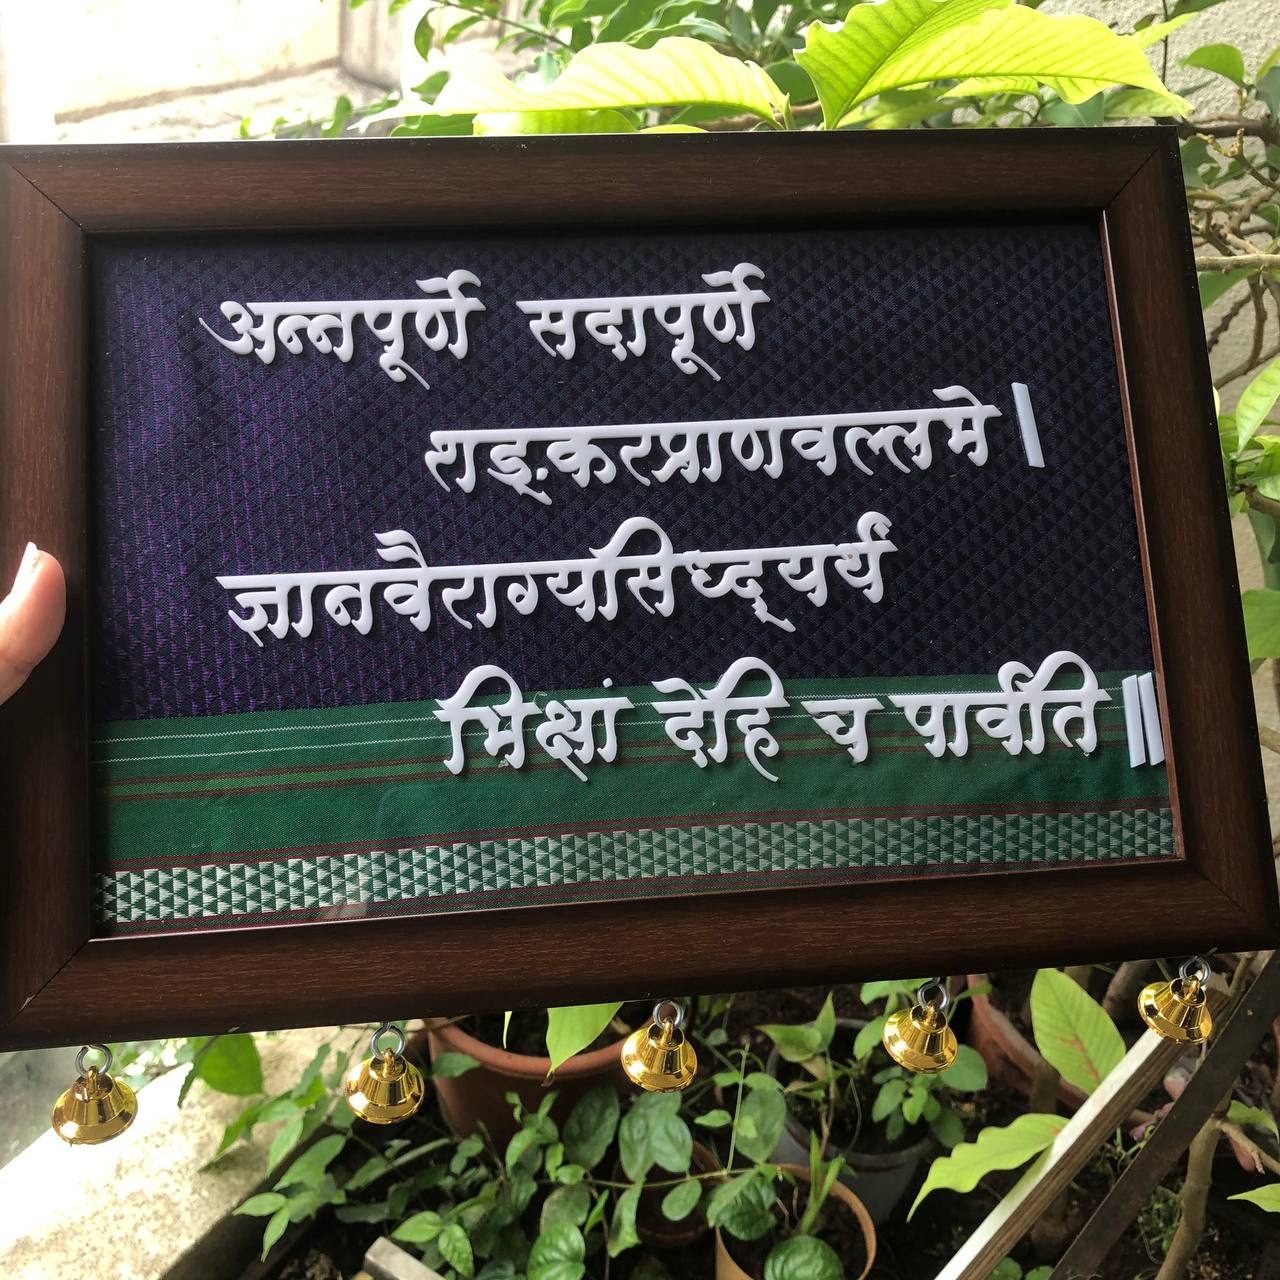 अन्नपूर्णे सदापूर्णे
शङ्करप्राणवल्लभे ।
ज्ञानवैराग्यसिध्द्यर्थं
भिक्षां देहि च पार्वति ॥